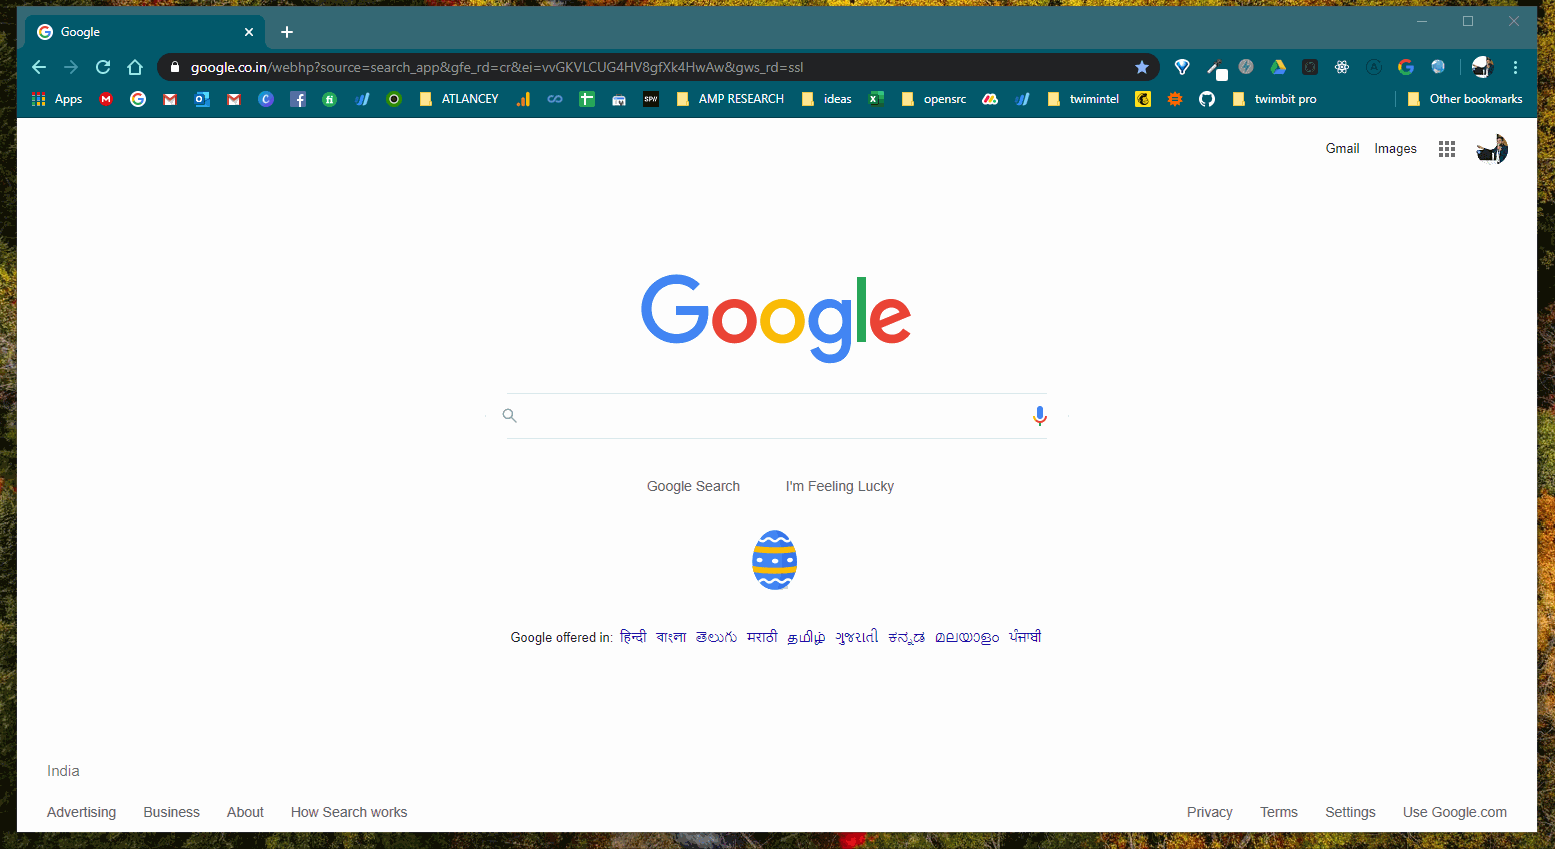 Google
google.co.in/webhp?source=search_app&gfe_rd=cr&ei=vvGKVLCUG4HV8gfXk4HwAw&gws_rd=ssl
Apps ATLANCEY SPW AMP RESEARCH ideas opensrc twimintel twimbit pro Other bookmarks
Gmail Images
Google
Google Search I'm Feeling Lucky
Google offered in: हिन्दी বাংলা తెలుగు मराठी தமிழ் ગુજરાતી ಕನ್ನಡ മലയാളം ਪੰਜਾਬੀ
India
Advertising Business About How Search works Privacy Terms Settings Use Google.com